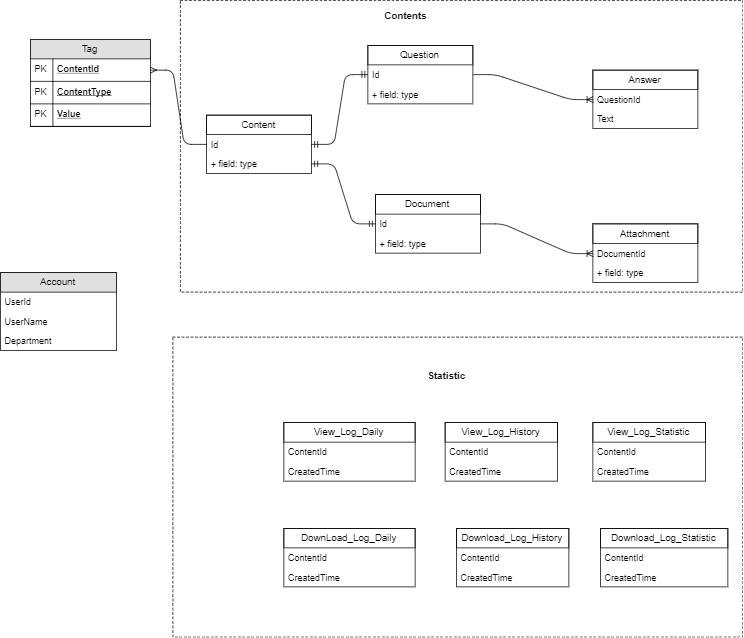 Contents
Tag
PK ContentId
PK ContentType
PK Value
Question
Id
+ field: type
Answer
QuestionId
Text
Content
Id
+ field: type
Document
Id
+ field: type
Attachment
DocumentId
+ field: type
Account
UserId
UserName
Department
Statistic
View_Log_Daily
ContentId
CreatedTime
View_Log_History
ContentId
CreatedTime
View_Log_Statistic
ContentId
CreatedTime
DownLoad_Log_Daily
ContentId
CreatedTime
Download_Log_History
ContentId
CreatedTime
Download_Log_Statistic
ContentId
CreatedTime